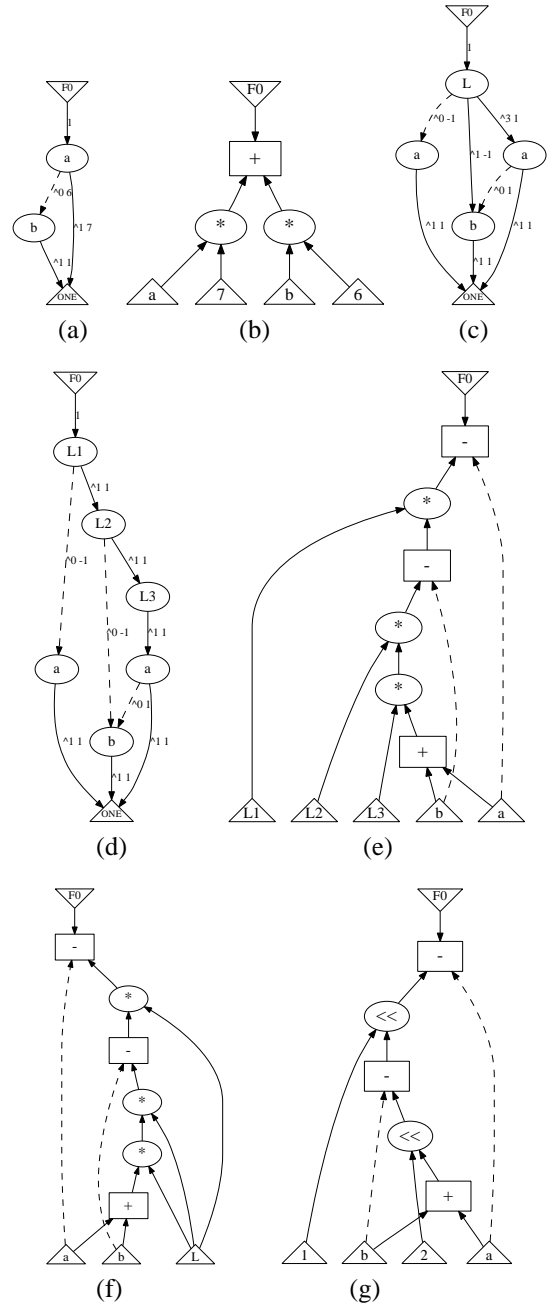 F0
1
a
^0 6
b
^1 7
^1 1
ONE
(a)
F0
+
*
*
a
7
b
6
(b)
F0
1
L
^0 -1
^3 1
a
^1 -1
a
^0 1
b
^1 1
^1 1
^1 1
ONE
(c)
F0
1
L1
^1 1
L2
^0 -1
^1 1
L3
^0 -1
^1 1
a
a
^0 1
b
^1 1
^1 1
^1 1
ONE
(d)
F0
-
*
-
*
*
+
L1
L2
L3
b
a
(e)
F0
-
*
-
*
*
+
a
b
L
(f)
F0
-
<<
-
<<
+
1
b
2
a
(g)